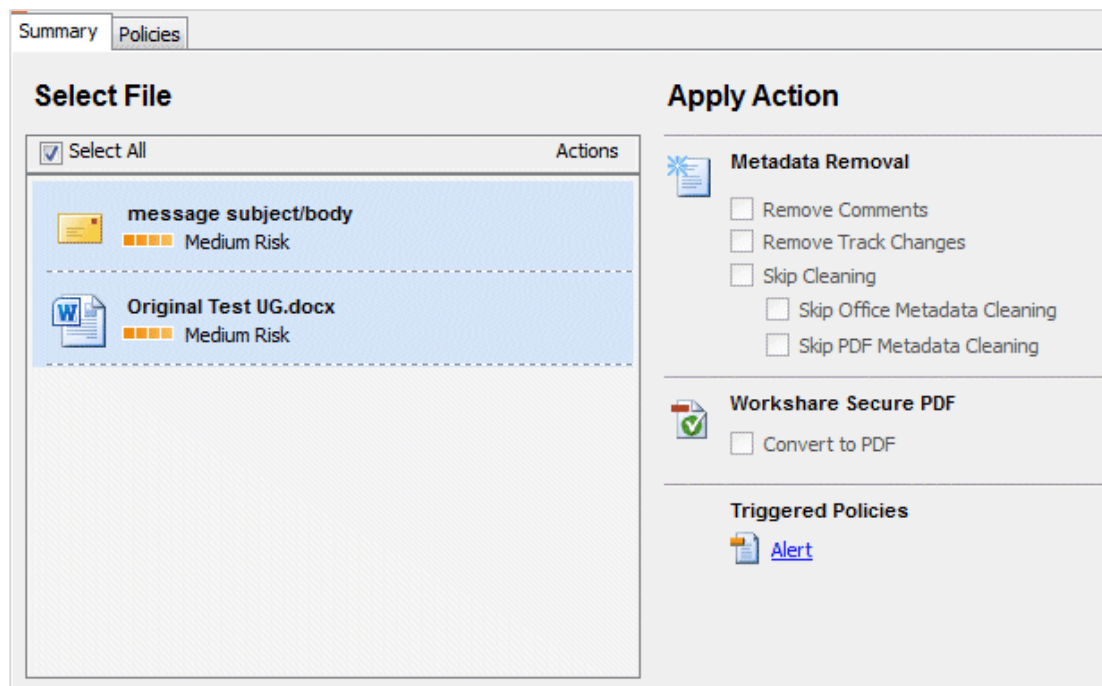 Summary
Policies
Select File
Select All
Actions
message subject/body
Medium Risk
Original Test UG.docx
Medium Risk
Apply Action
Metadata Removal
Remove Comments
Remove Track Changes
Skip Cleaning
Skip Office Metadata Cleaning
Skip PDF Metadata Cleaning
Workshare Secure PDF
Convert to PDF
Triggered Policies
Alert